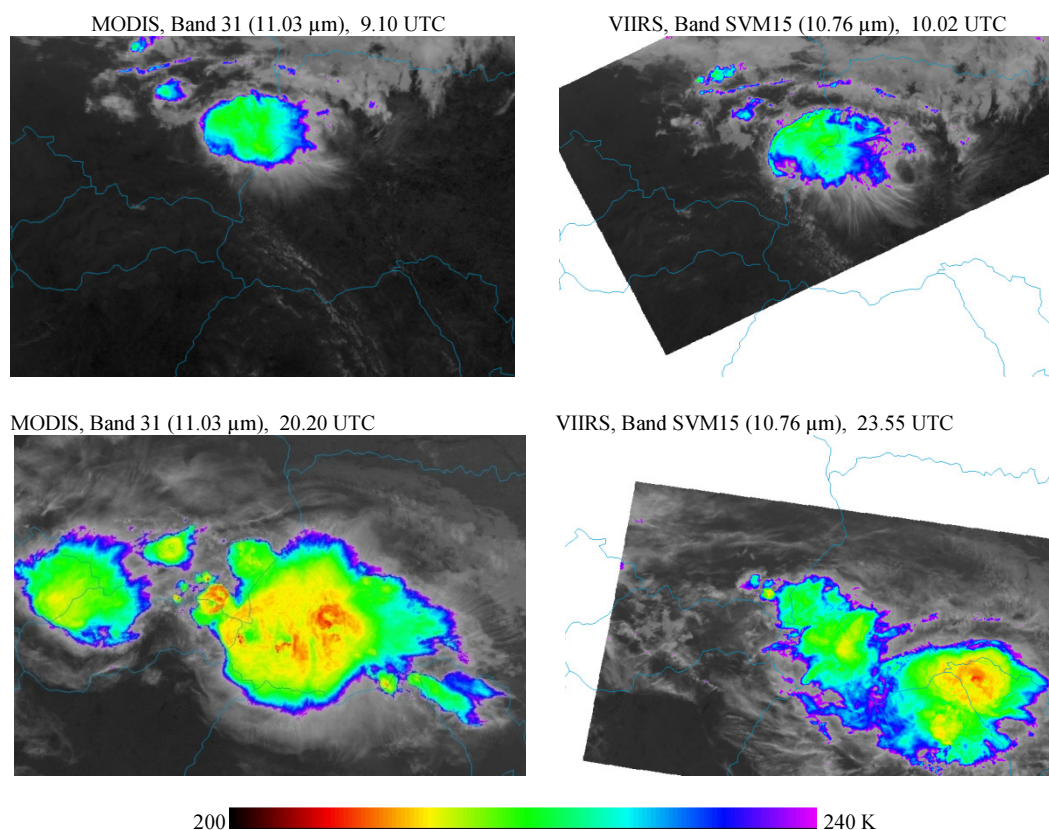 MODIS, Band 31 (11.03 µm), 9.10 UTC
VIIRS, Band SVM15 (10.76 µm), 10.02 UTC
MODIS, Band 31 (11.03 µm), 20.20 UTC
VIIRS, Band SVM15 (10.76 µm), 23.55 UTC
200 240 K